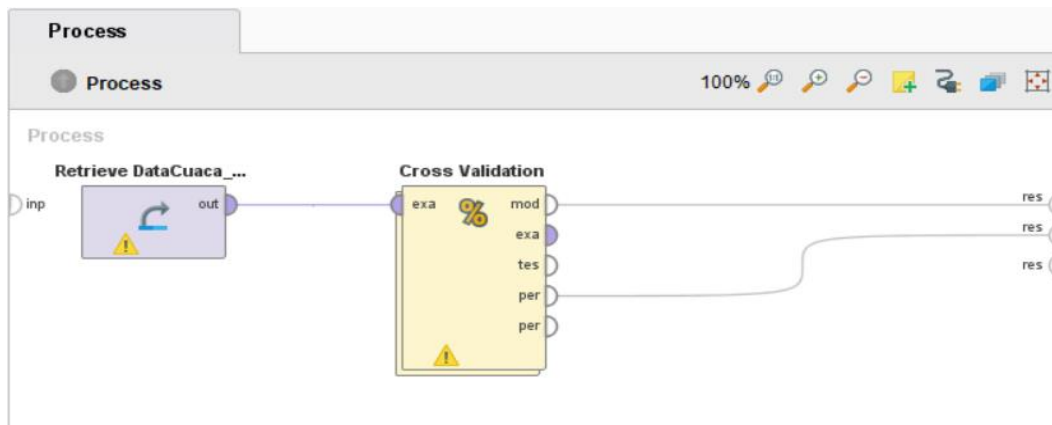 Process
Process
100%
Process
Retrieve DataCuaca_...
Cross Validation
inp
out
exa
mod
res
exa
res
tes
res
per
per